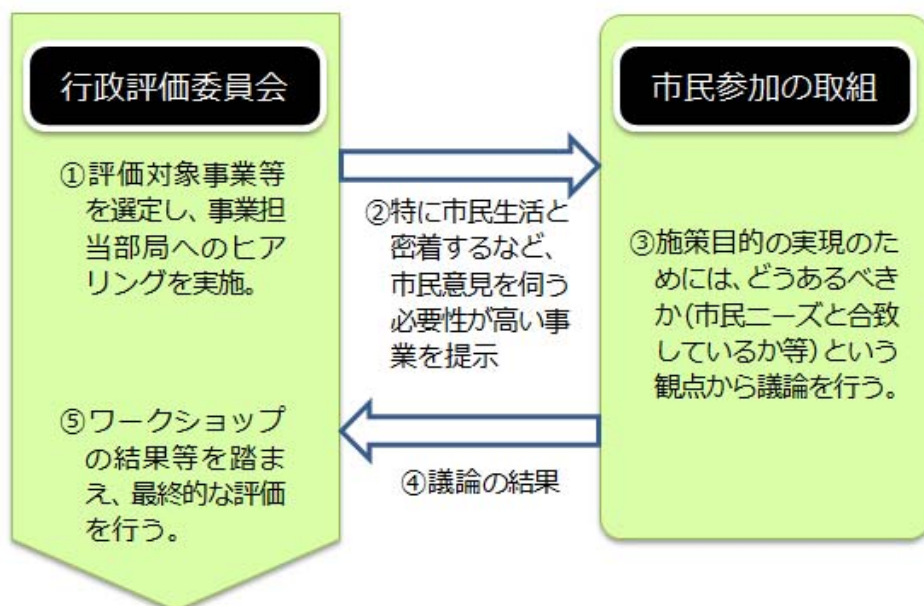 行政評価委員会
①評価対象事業等
を選定し、事業担
当部局へのヒア
リングを実施。
②特に市民生活と
密着するなど、
市民意見を伺う
必要性が高い事
業を提示
市民参加の取組
③施策目的の実現のた
めには、どうあるべき
か(市民ニーズと合致
しているか等)という
観点から議論を行う。
④議論の結果
⑤ワークショップ
の結果等を踏ま
え、最終的な評価
を行う。